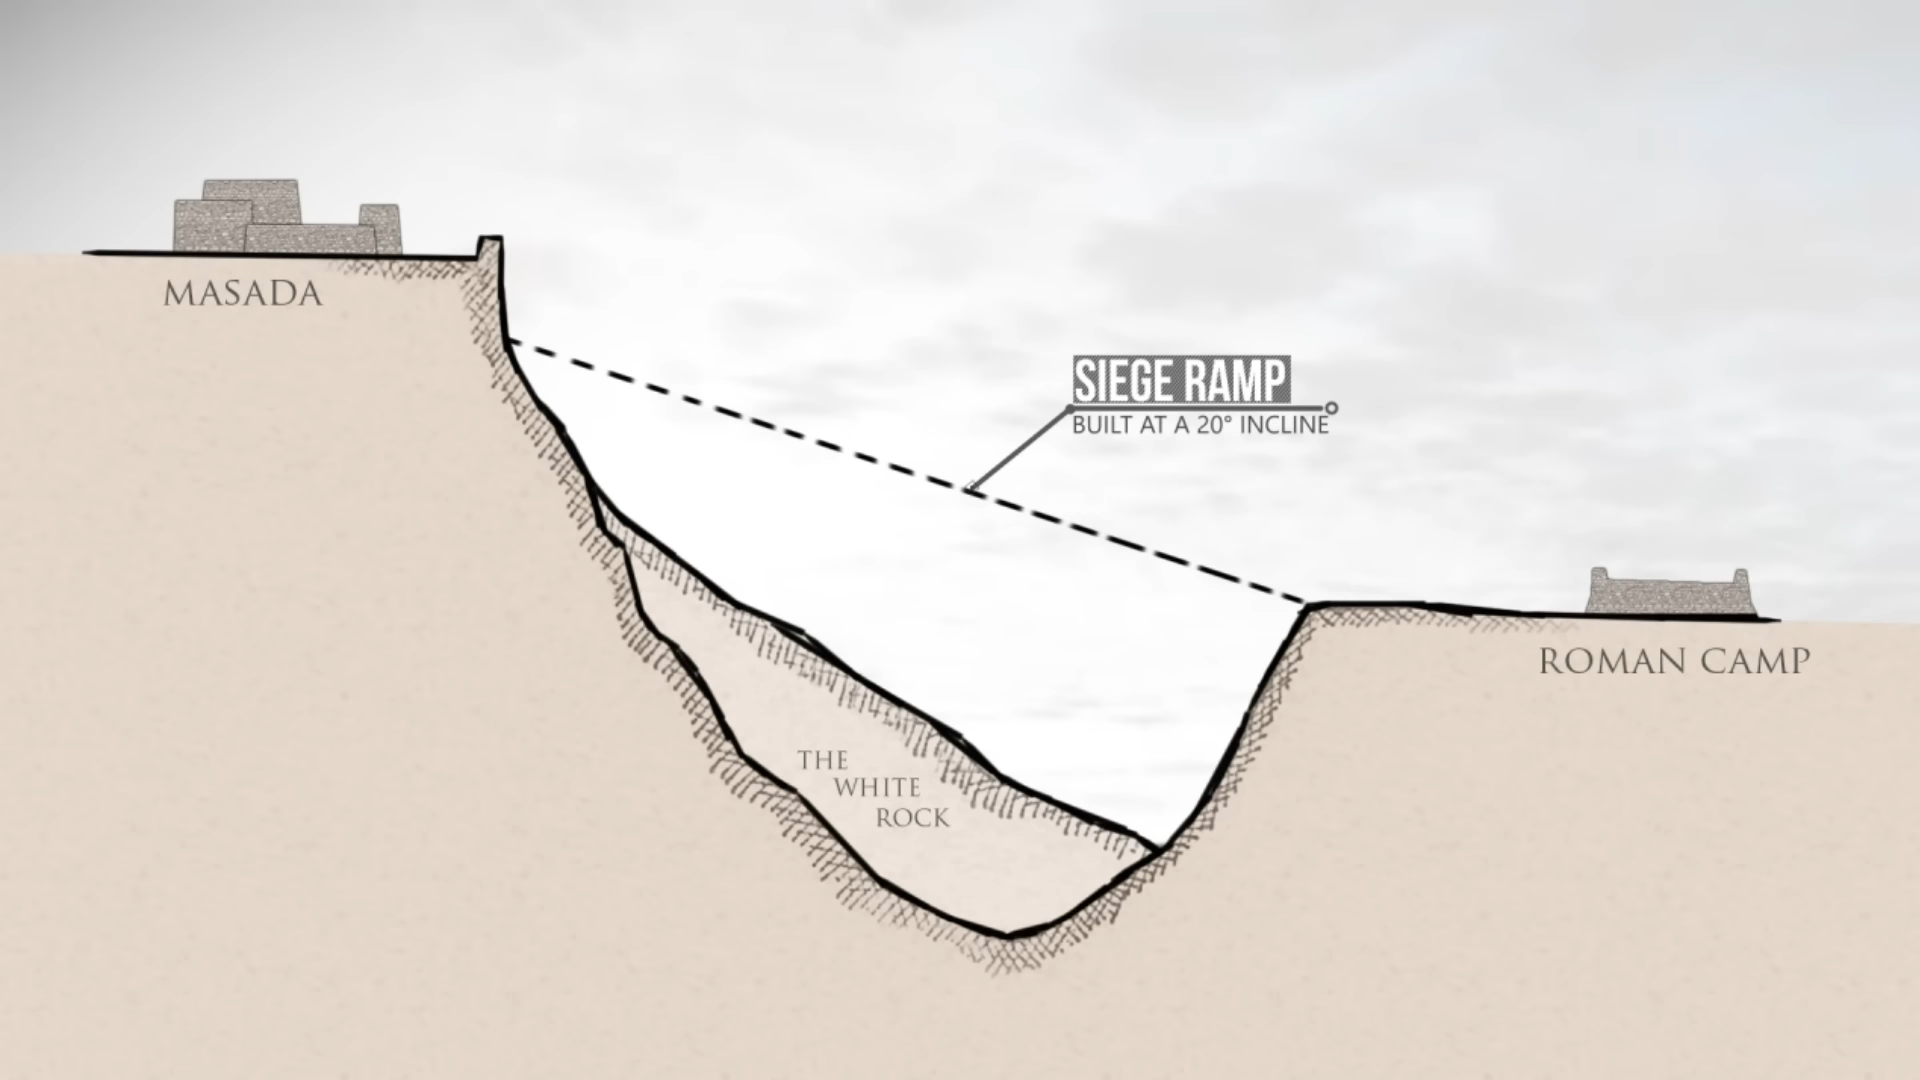 MASADA
SIEGE RAMP
BUILT AT A 20° INCLINE
ROMAN CAMP
THE
WHITE
ROCK